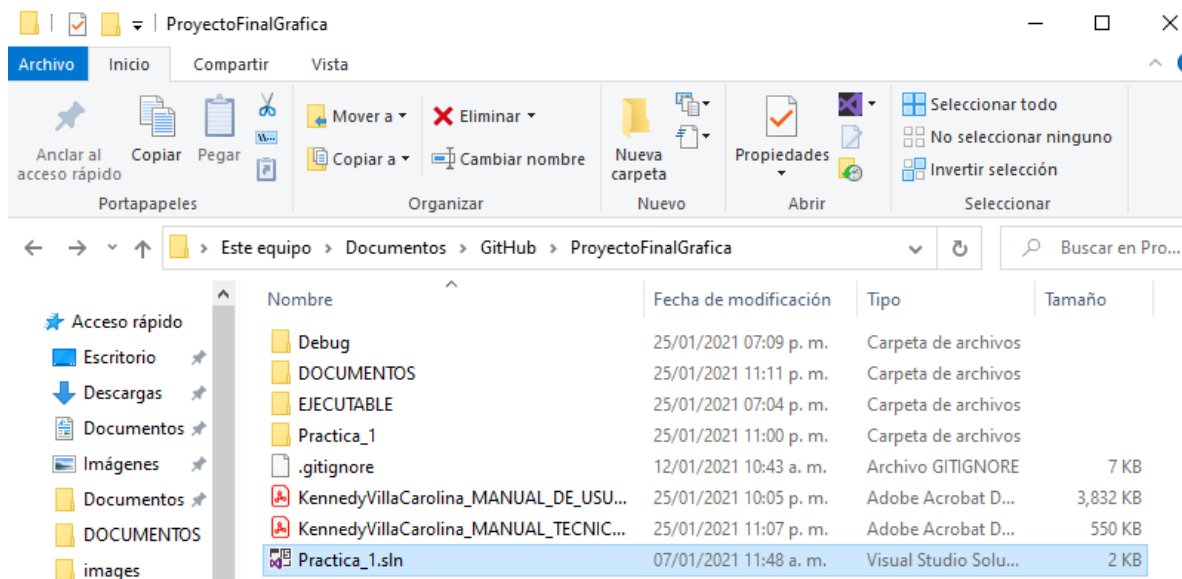 ProyectoFinalGrafica
Archivo Inicio Compartir Vista
Anclar al acceso rápido
Copiar
Pegar
Portapapeles
Mover a
Copiar a
Eliminar
Cambiar nombre
Organizar
Nueva carpeta
Nuevo
Propiedades
Abrir
Seleccionar todo
No seleccionar ninguno
Invertir selección
Seleccionar
Este equipo > Documentos > GitHub > ProyectoFinalGrafica
Buscar en Pro...
Acceso rápido
Escritorio
Descargas
Documentos
Imágenes
Documentos
DOCUMENTOS
images
Nombre Fecha de modificación Tipo Tamaño
Debug 25/01/2021 07:09 p. m. Carpeta de archivos
DOCUMENTOS 25/01/2021 11:11 p. m. Carpeta de archivos
EJECUTABLE 25/01/2021 07:04 p. m. Carpeta de archivos
Practica_1 25/01/2021 11:00 p. m. Carpeta de archivos
.gitignore 12/01/2021 10:43 a. m. Archivo GITIGNORE 7 KB
KennedyVillaCarolina_MANUAL_DE_USU... 25/01/2021 10:05 p. m. Adobe Acrobat D... 3,832 KB
KennedyVillaCarolina_MANUAL_TECNIC... 25/01/2021 11:07 p. m. Adobe Acrobat D... 550 KB
Practica_1.sln 07/01/2021 11:48 a. m. Visual Studio Solu... 2 KB